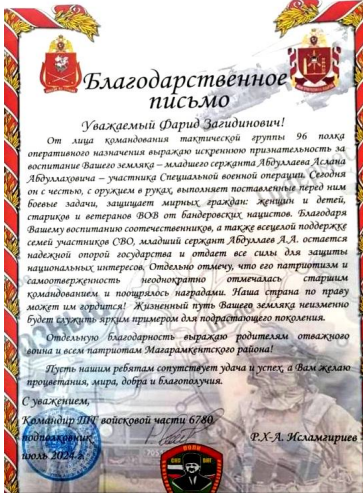 Благодарственное
письмо
Уважаемый Фарид Загидинович!
От лица командования тактической группы 96 полка
оперативного назначения выражаю искреннюю признательность за
воспитание Вашего земляка – младшего сержанта Абдуллаева Аслана
Абдуллаховича – участника Специальной военной операции. Сегодня
он с честью, с оружием в руках, выполняет поставленные перед ним
боевые задачи, защищает мирных граждан: женщин и детей,
стариков и ветеранов ВОВ от бандеровских нацистов. Благодаря
Вашему воспитанию соотечественников, а также всецелой поддержке
семей участников СВО, младший сержант Абдуллаев А.А. остается
надежной опорой государства и отдает все силы для защиты
национальных интересов. Отдельно отмечу, что его патриотизм и
самоотверженность неоднократно отмечалась старшим
командованием и поощрялось наградами. Наша страна по праву
может им гордится! Жизненный путь Вашего земляка неизменно
будет служить ярким примером для подрастающего поколения.
Отдельную благодарность выражаю родителям отважного
воина и всем патриотам Магарамкентского района!
Пусть нашим ребятам сопутствует удача и успех, а Вам желаю
процветания, мира, добра и благополучия.
С уважением,
Командир ТГ войсковой части 6780
подполковник Р.Х-А. Исламгириев
июль 2024 г.